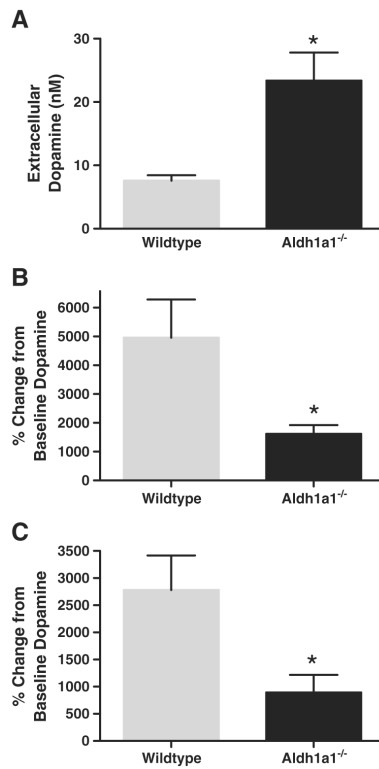 A
Extracellular
Dopamine (nM)
30
20
10
0
*
Wildtype
Aldh1a1-/-
B
% Change from
Baseline Dopamine
6000
5000
4000
3000
2000
1000
0
*
Wildtype
Aldh1a1-/-
C
% Change from
Baseline Dopamine
3500
3000
2500
2000
1500
1000
500
0
*
Wildtype
Aldh1a1-/-